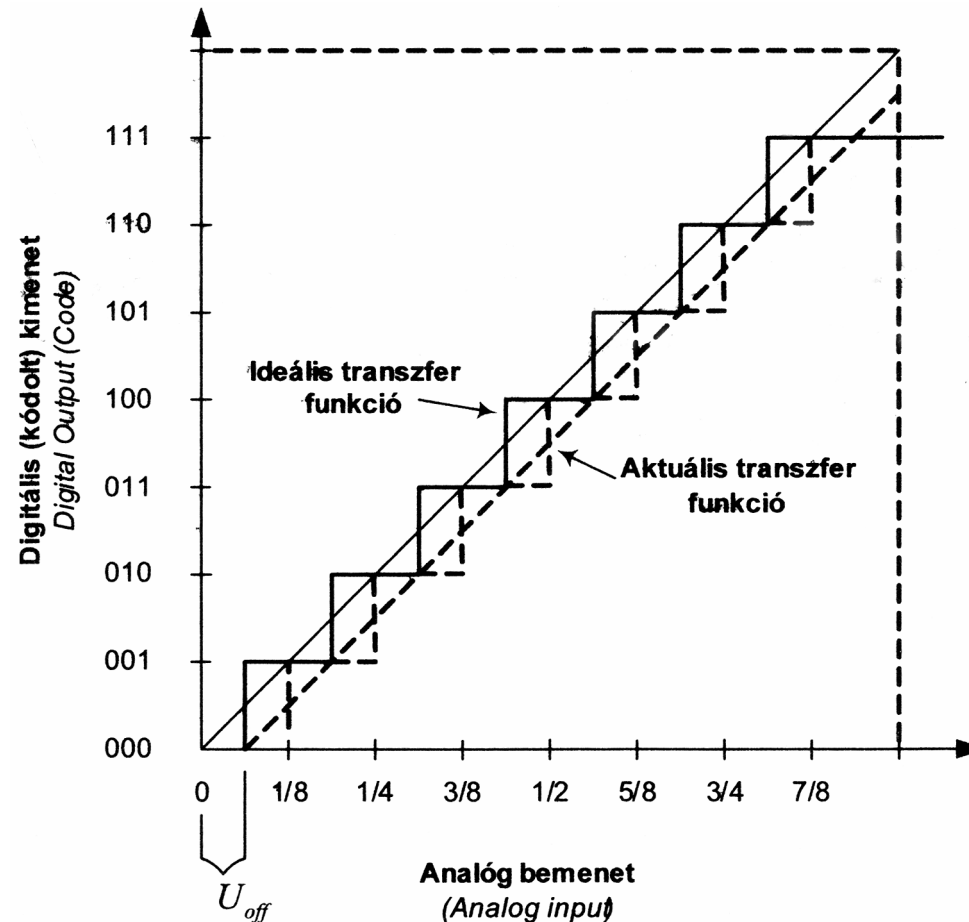 Digitális (kódolt) kimenet
Digital Output (Code)
111
110
101
100
011
010
001
000
Ideális transzfer
funkció
Aktuális transzfer
funkció
0 1/8 1/4 3/8 1/2 5/8 3/4 7/8
U_off
Analóg bemenet
(Analog input)